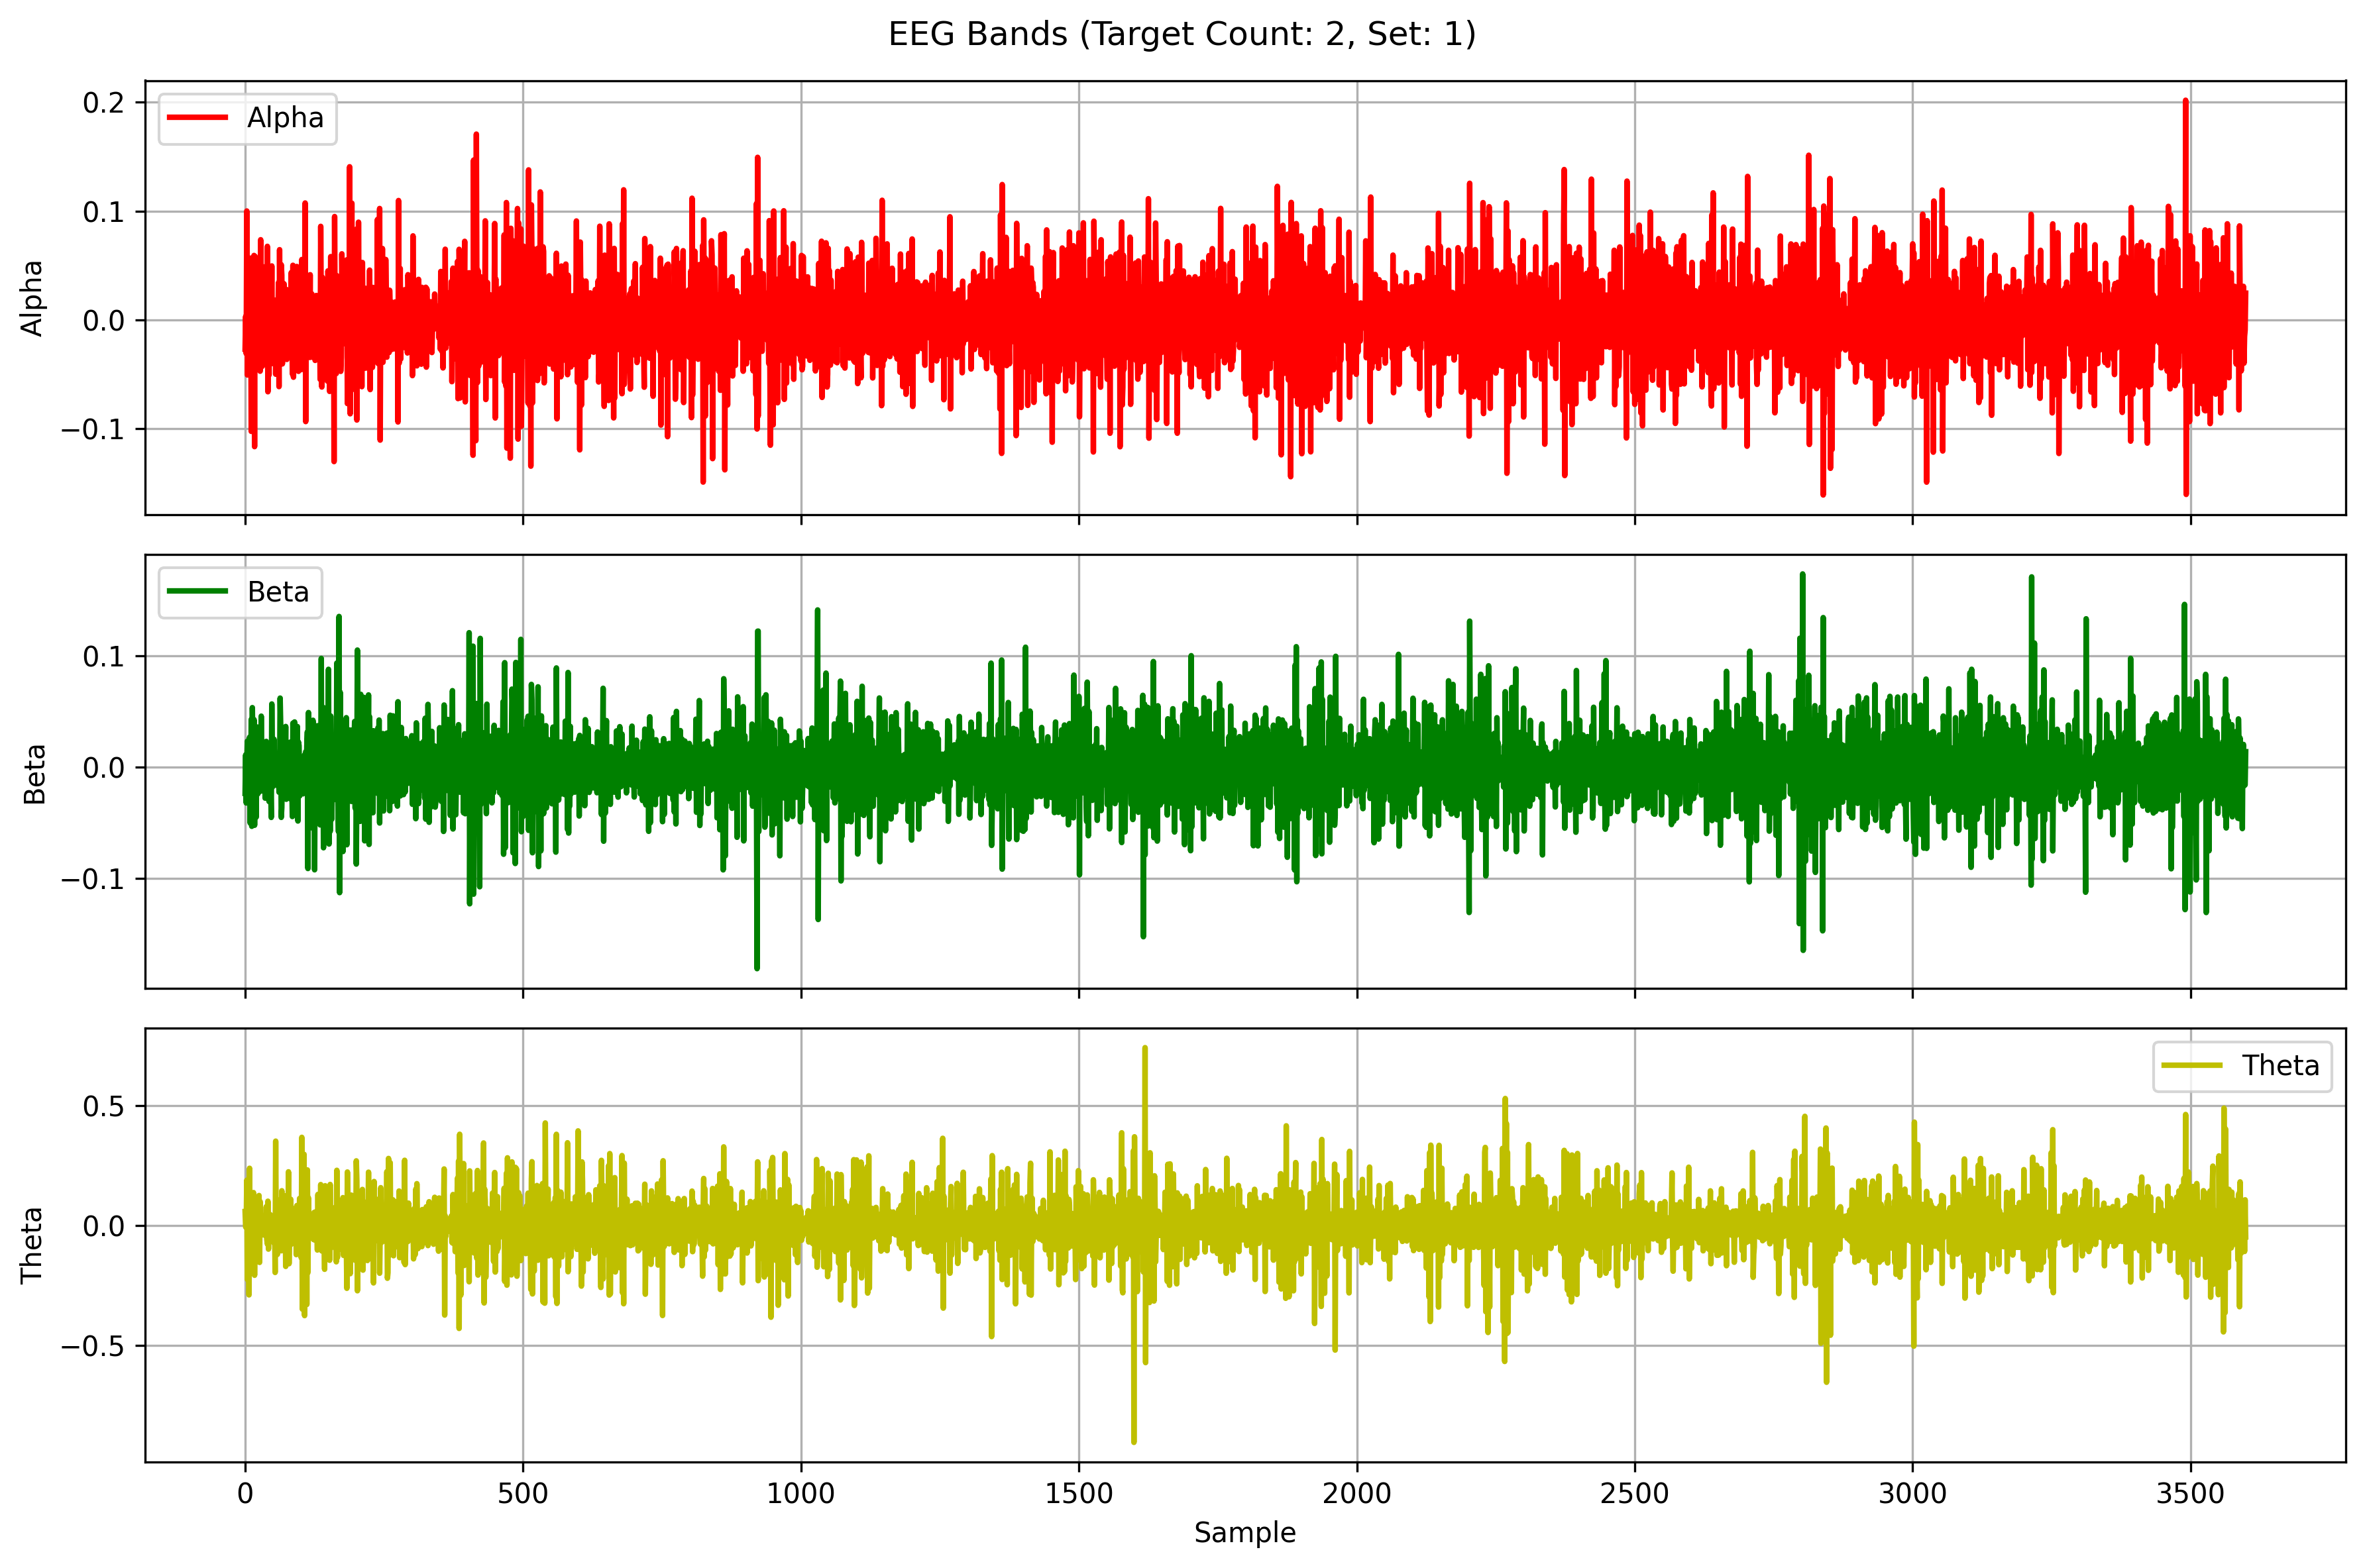 EEG Bands (Target Count: 2, Set: 1)
Alpha
0.2
0.1
0.0
−0.1
Alpha
Beta
0.1
0.0
−0.1
Beta
Theta
0.5
0.0
−0.5
Theta
0 500 1000 1500 2000 2500 3000 3500
Sample